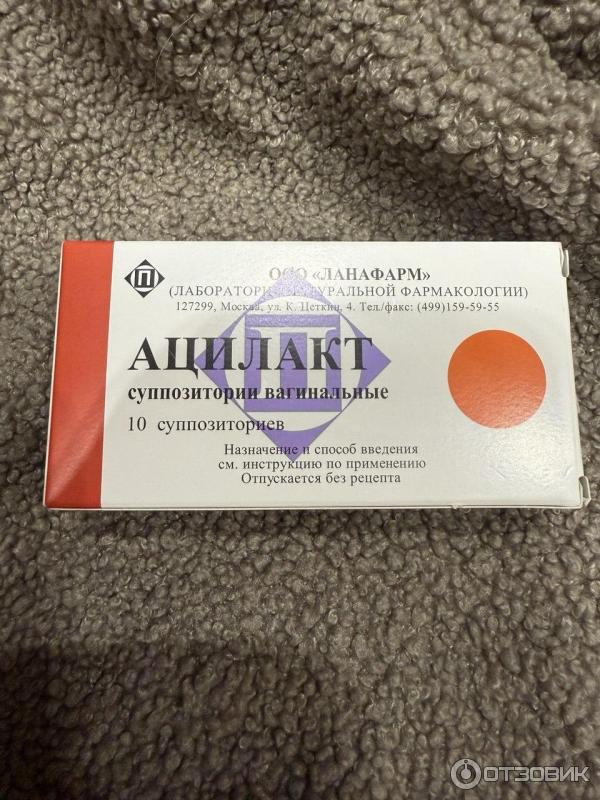 ООО «ЛАНАФАРМ»
(ЛАБОРАТОРИЯ НАТУРАЛЬНОЙ ФАРМАКОЛОГИИ)
127299, Москва, ул. К. Цеткин, 4. Тел./факс: (499)159-59-55
АЦИЛАКТ
суппозитории вагинальные
10 суппозиториев
Назначение и способ введения
см. инструкцию по применению
Отпускается без рецепта
ОТЗОВИК